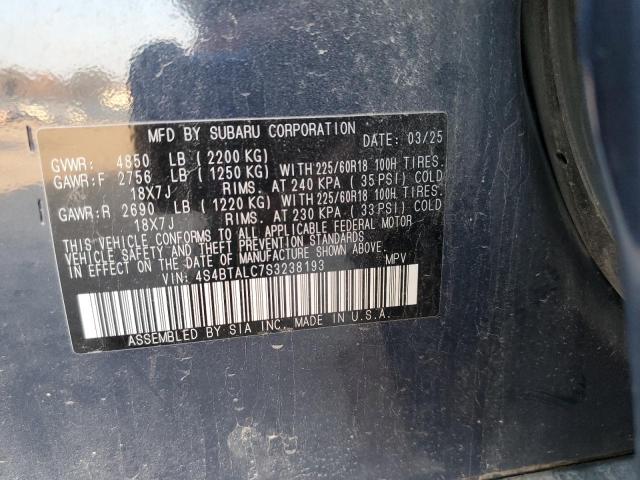 MFD BY SUBARU CORPORATION DATE: 03/25
GVWR: 4850 LB (2200 KG)
GAWR:F 2756 LB (1250 KG) WITH 225/60R18 100H TIRES.
18X7J RIMS. AT 240 KPA (35 PSI) COLD
GAWR:R 2690 LB (1220 KG) WITH 225/60R18 100H TIRES.
18X7J RIMS. AT 230 KPA (33 PSI) COLD
THIS VEHICLE CONFORMS TO ALL APPLICABLE FEDERAL MOTOR
VEHICLE SAFETY AND THEFT PREVENTION STANDARDS
IN EFFECT ON THE DATE OF MANUFACTURE SHOWN ABOVE.
VIN: 4S4BTALC7S3238193 MPV
ASSEMBLED BY SIA INC. MADE IN U.S.A.